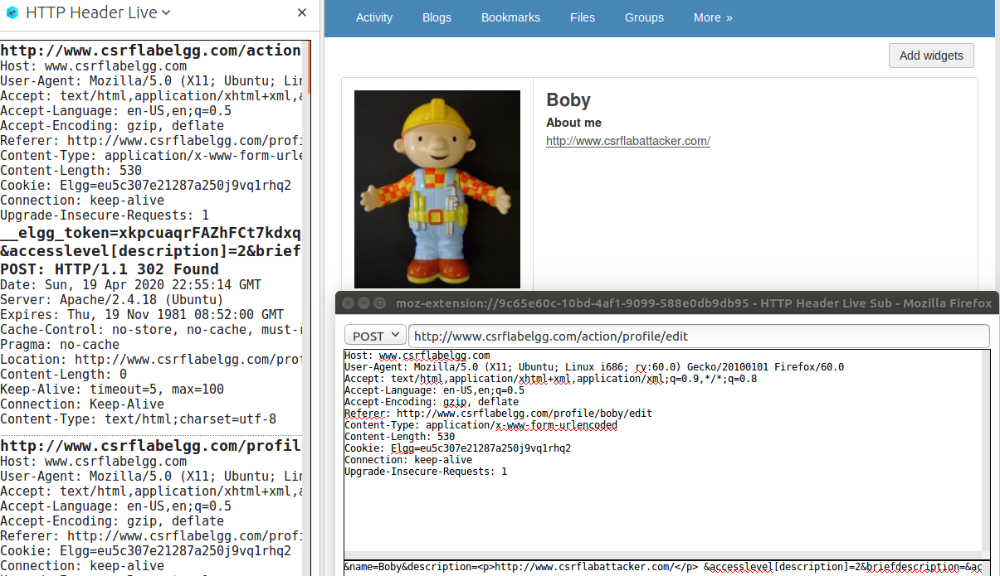 HTTP Header Live
http://www.csrflabelgg.com/action
Host: www.csrflabelgg.com
User-Agent: Mozilla/5.0 (X11; Ubuntu; Lin
Accept: text/html,application/xhtml+xml,a
Accept-Language: en-US,en;q=0.5
Accept-Encoding: gzip, deflate
Referer: http://www.csrflabelgg.com/profi
Content-Type: application/x-www-form-urle
Content-Length: 530
Cookie: Elgg=eu5c307e21287a250j9vq1rhq2
Connection: keep-alive
Upgrade-Insecure-Requests: 1
__elgg_token=xkpcuaqrFAZhFCt7kdxq
&accesslevel[description]=2&brief
POST: HTTP/1.1 302 Found
Date: Sun, 19 Apr 2020 22:55:14 GMT
Server: Apache/2.4.18 (Ubuntu)
Expires: Thu, 19 Nov 1981 08:52:00 GMT
Cache-Control: no-store, no-cache, must-r
Pragma: no-cache
Location: http://www.csrflabelgg.com/prof
Content-Length: 0
Keep-Alive: timeout=5, max=100
Connection: Keep-Alive
Content-Type: text/html;charset=utf-8
http://www.csrflabelgg.com/profil
Host: www.csrflabelgg.com
User-Agent: Mozilla/5.0 (X11; Ubuntu; Lin
Accept: text/html,application/xhtml+xml,a
Accept-Language: en-US,en;q=0.5
Accept-Encoding: gzip, deflate
Referer: http://www.csrflabelgg.com/profi
Cookie: Elgg=eu5c307e21287a250j9vq1rhq2
Connection: keep-alive
Activity Blogs Bookmarks Files Groups More »
Add widgets
Boby
About me
http://www.csrflabattacker.com/
moz-extension://9c65e60c-10bd-4af1-9099-588e0db9db95 - HTTP Header Live Sub - Mozilla Firefox
POST http://www.csrflabelgg.com/action/profile/edit
Host: www.csrflabelgg.com
User-Agent: Mozilla/5.0 (X11; Ubuntu; Linux i686; rv:60.0) Gecko/20100101 Firefox/60.0
Accept: text/html,application/xhtml+xml,application/xml;q=0.9,*/*;q=0.8
Accept-Language: en-US,en;q=0.5
Accept-Encoding: gzip, deflate
Referer: http://www.csrflabelgg.com/profile/boby/edit
Content-Type: application/x-www-form-urlencoded
Content-Length: 530
Cookie: Elgg=eu5c307e21287a250j9vq1rhq2
Connection: keep-alive
Upgrade-Insecure-Requests: 1
&name=Boby&description=<p>http://www.csrflabattacker.com/</p> &accesslevel[description]=2&briefdescription=&ac